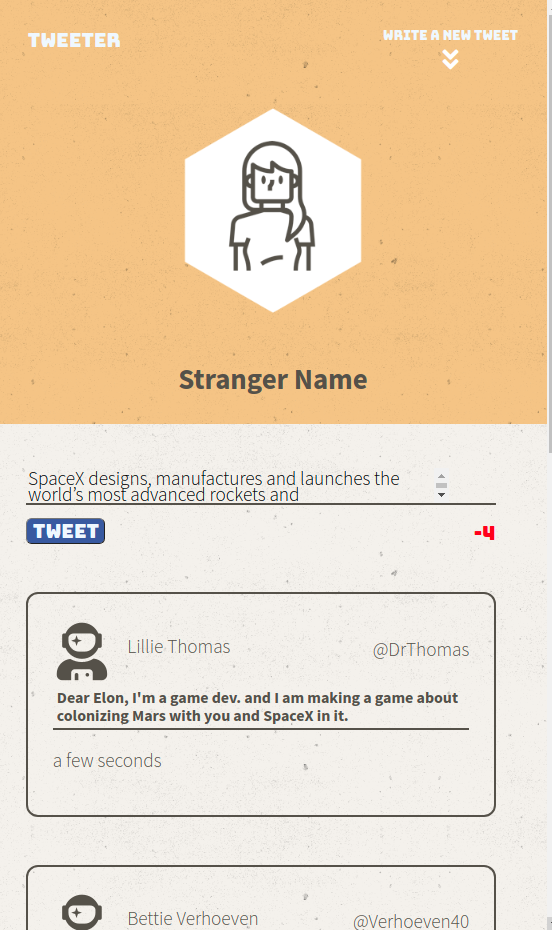 TWEETER
WRITE A NEW TWEET
Stranger Name
SpaceX designs, manufactures and launches the
world's most advanced rockets and
TWEET
-4
Lillie Thomas
@DrThomas
Dear Elon, I'm a game dev. and I am making a game about
colonizing Mars with you and SpaceX in it.
a few seconds
Bettie Verhoeven
@Verhoeven40